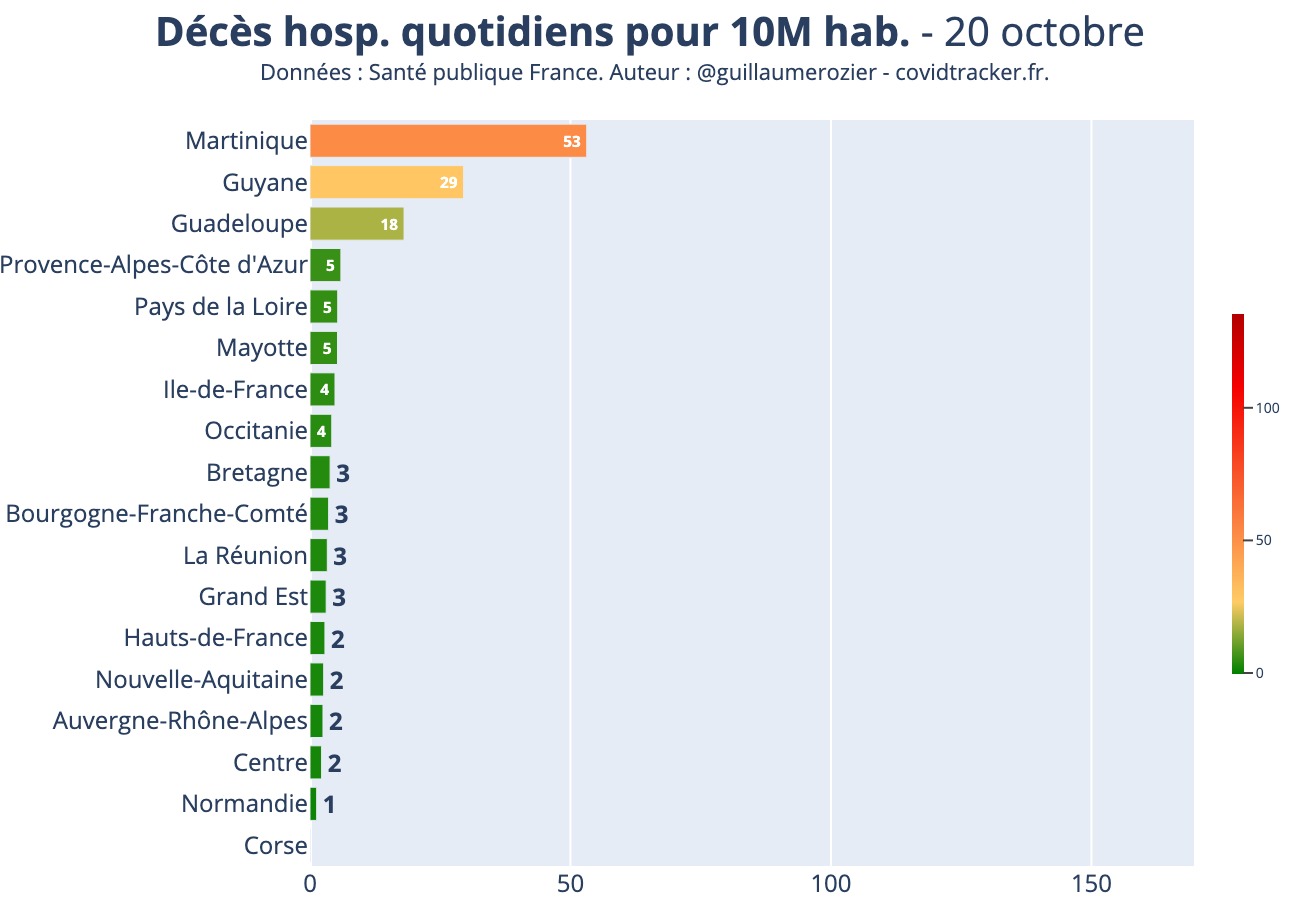 Décès hosp. quotidiens pour 10M hab. - 20 octobre
Données : Santé publique France. Auteur : @guillaumerozier - covidtracker.fr.
Martinique 53
Guyane 29
Guadeloupe 18
Provence-Alpes-Côte d'Azur 5
Pays de la Loire 5
Mayotte 5
Ile-de-France 4
Occitanie 4
Bretagne 3
Bourgogne-Franche-Comté 3
La Réunion 3
Grand Est 3
Hauts-de-France 2
Nouvelle-Aquitaine 2
Auvergne-Rhône-Alpes 2
Centre 2
Normandie 1
Corse
0 50 100 150
100
50
0